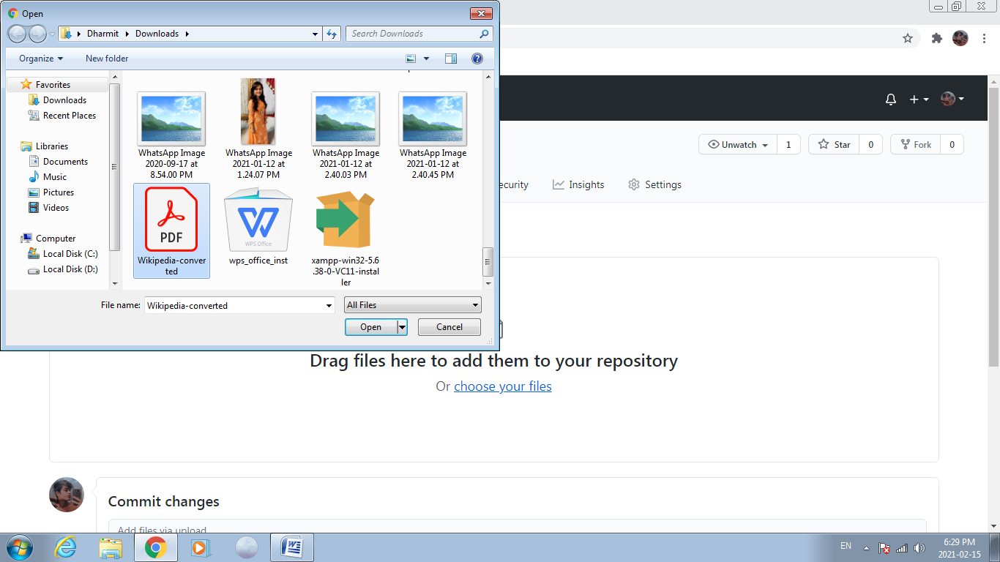 Open
Dharmit
Downloads
Search Downloads
Organize
New folder
Favorites
Downloads
Recent Places
Libraries
Documents
Music
Pictures
Videos
Computer
Local Disk (C:)
Local Disk (D:)
WhatsApp Image
2020-09-17 at
8.54.00 PM
WhatsApp Image
2021-01-12 at
1.24.07 PM
WhatsApp Image
2021-01-12 at
2.40.03 PM
WhatsApp Image
2021-01-12 at
2.40.45 PM
PDF
Wikipedia-conver
ted
WPS Office
wps_office_inst
xampp-win32-5.6
.38-0-VC11-instal
ler
File name:
Wikipedia-converted
All Files
Open
Cancel
Unwatch
1
Star
0
Fork
0
ecurity
Insights
Settings
Drag files here to add them to your repository
Or choose your files
Commit changes
Add files via upload
EN
6:29 PM
2021-02-15